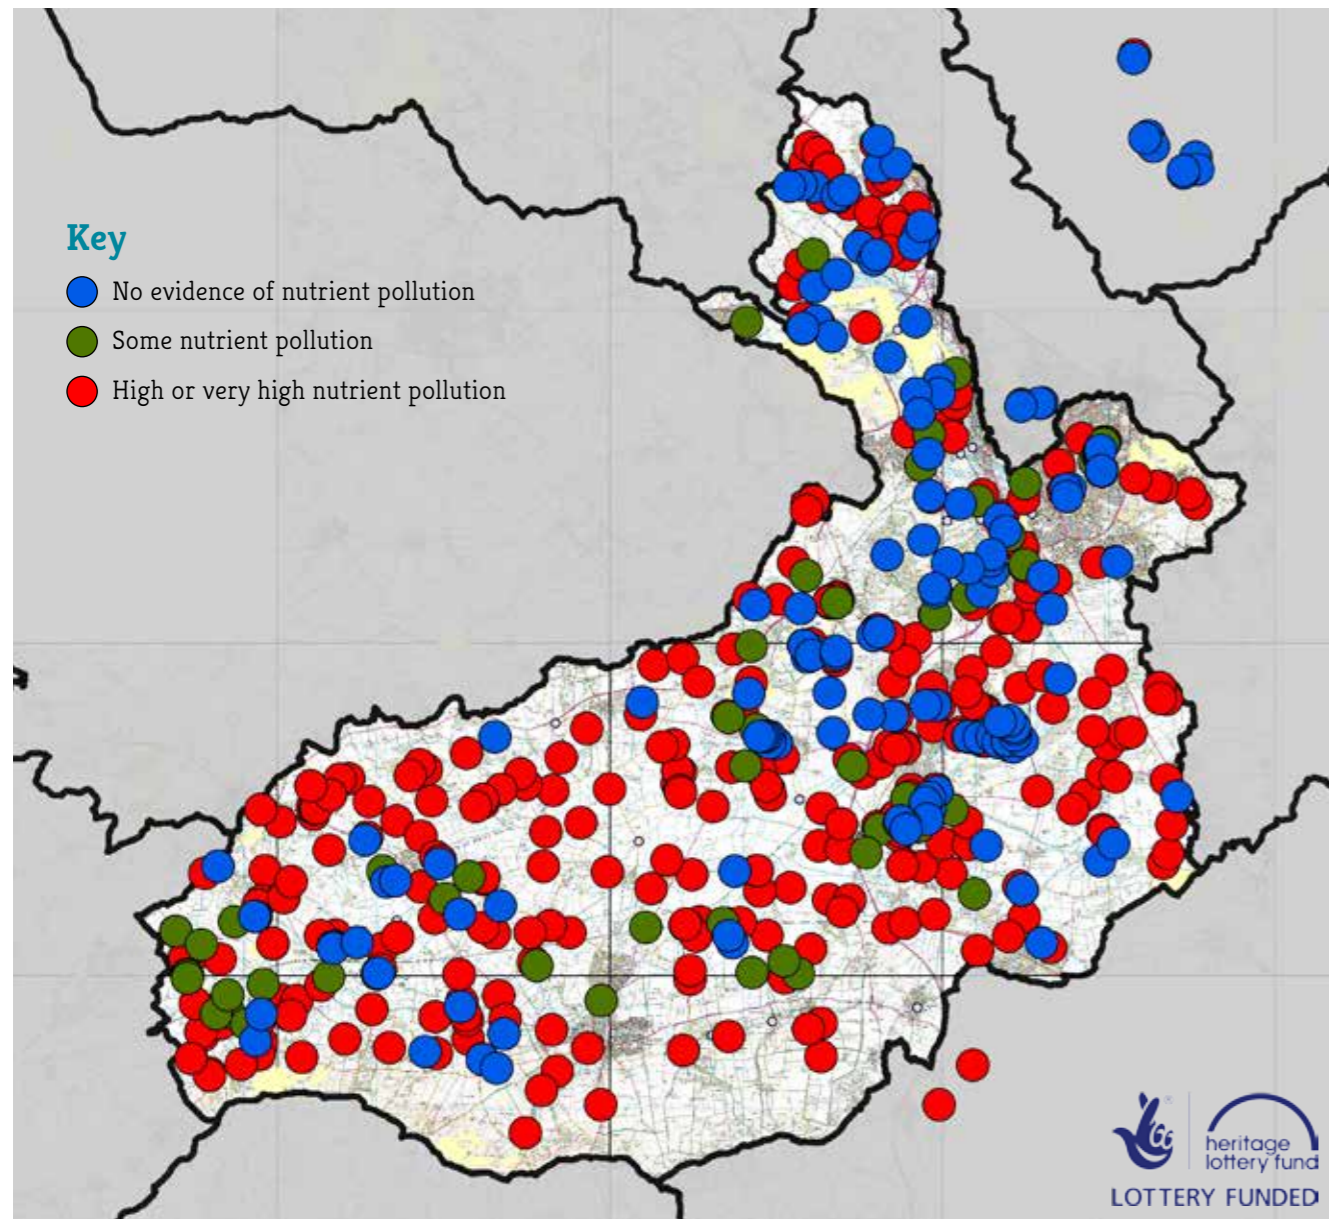 Key
No evidence of nutrient pollution
Some nutrient pollution
High or very high nutrient pollution
heritage
lottery fund
LOTTERY FUNDED